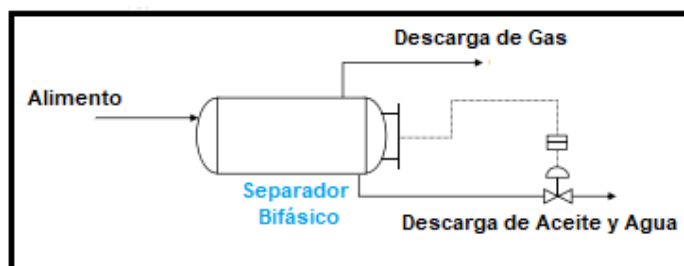 Descarga de Gas
Alimento
Separador
Bifásico
Descarga de Aceite y Agua